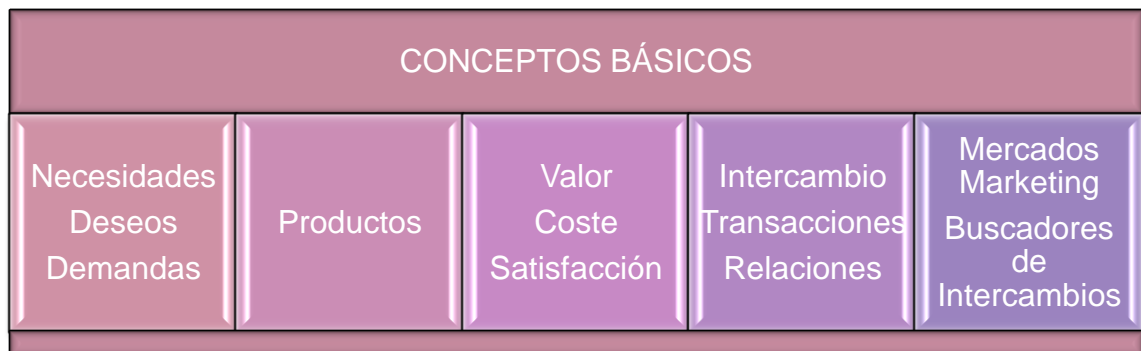 CONCEPTOS BÁSICOS
Necesidades
Deseos
Demandas
Productos
Valor
Coste
Satisfacción
Intercambio
Transacciones
Relaciones
Mercados
Marketing
Buscadores
de
Intercambios